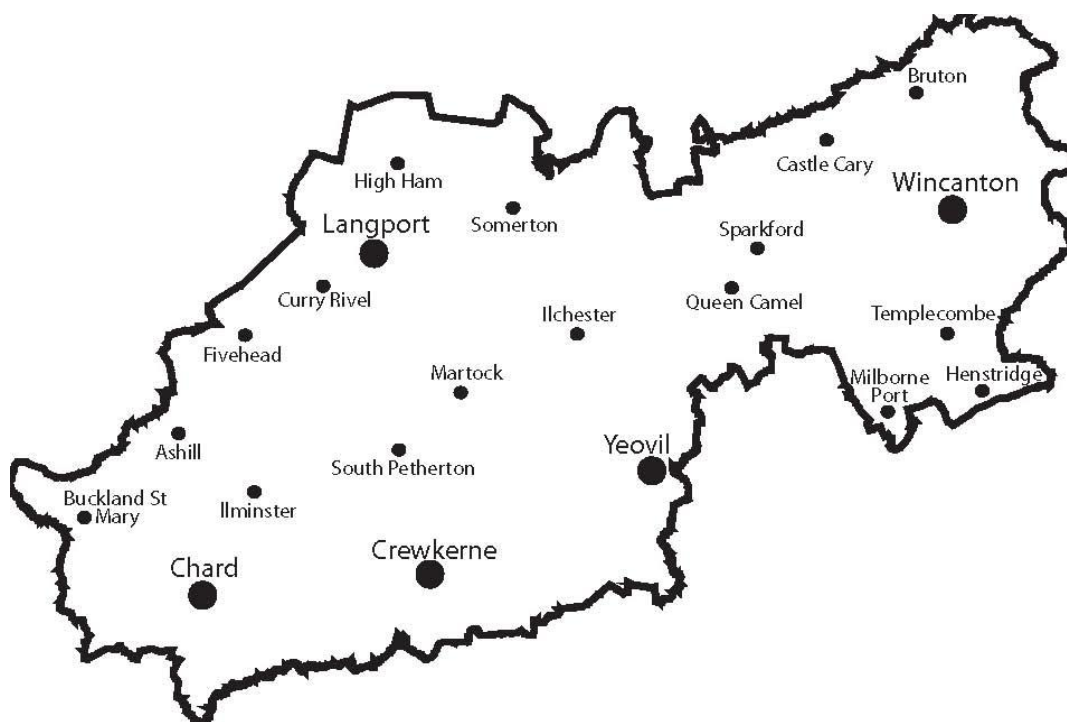 Bruton
Castle Cary
High Ham
Wincanton
Langport
Somerton
Sparkford
Curry Rivel
Queen Camel
Ilchester
Templecombe
Fivehead
Martock
Milborne
Port
Henstridge
Ashill
Yeovil
South Petherton
Buckland St
Mary
Ilminster
Crewkerne
Chard